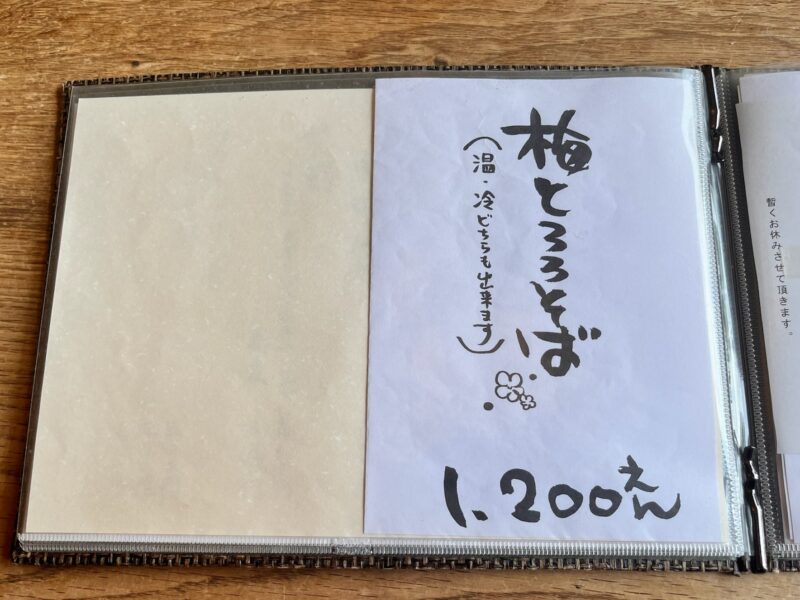 暫くお休みさせて頂きます。
梅とろろそば
（温・冷どちらも出来ます）
1.200えん